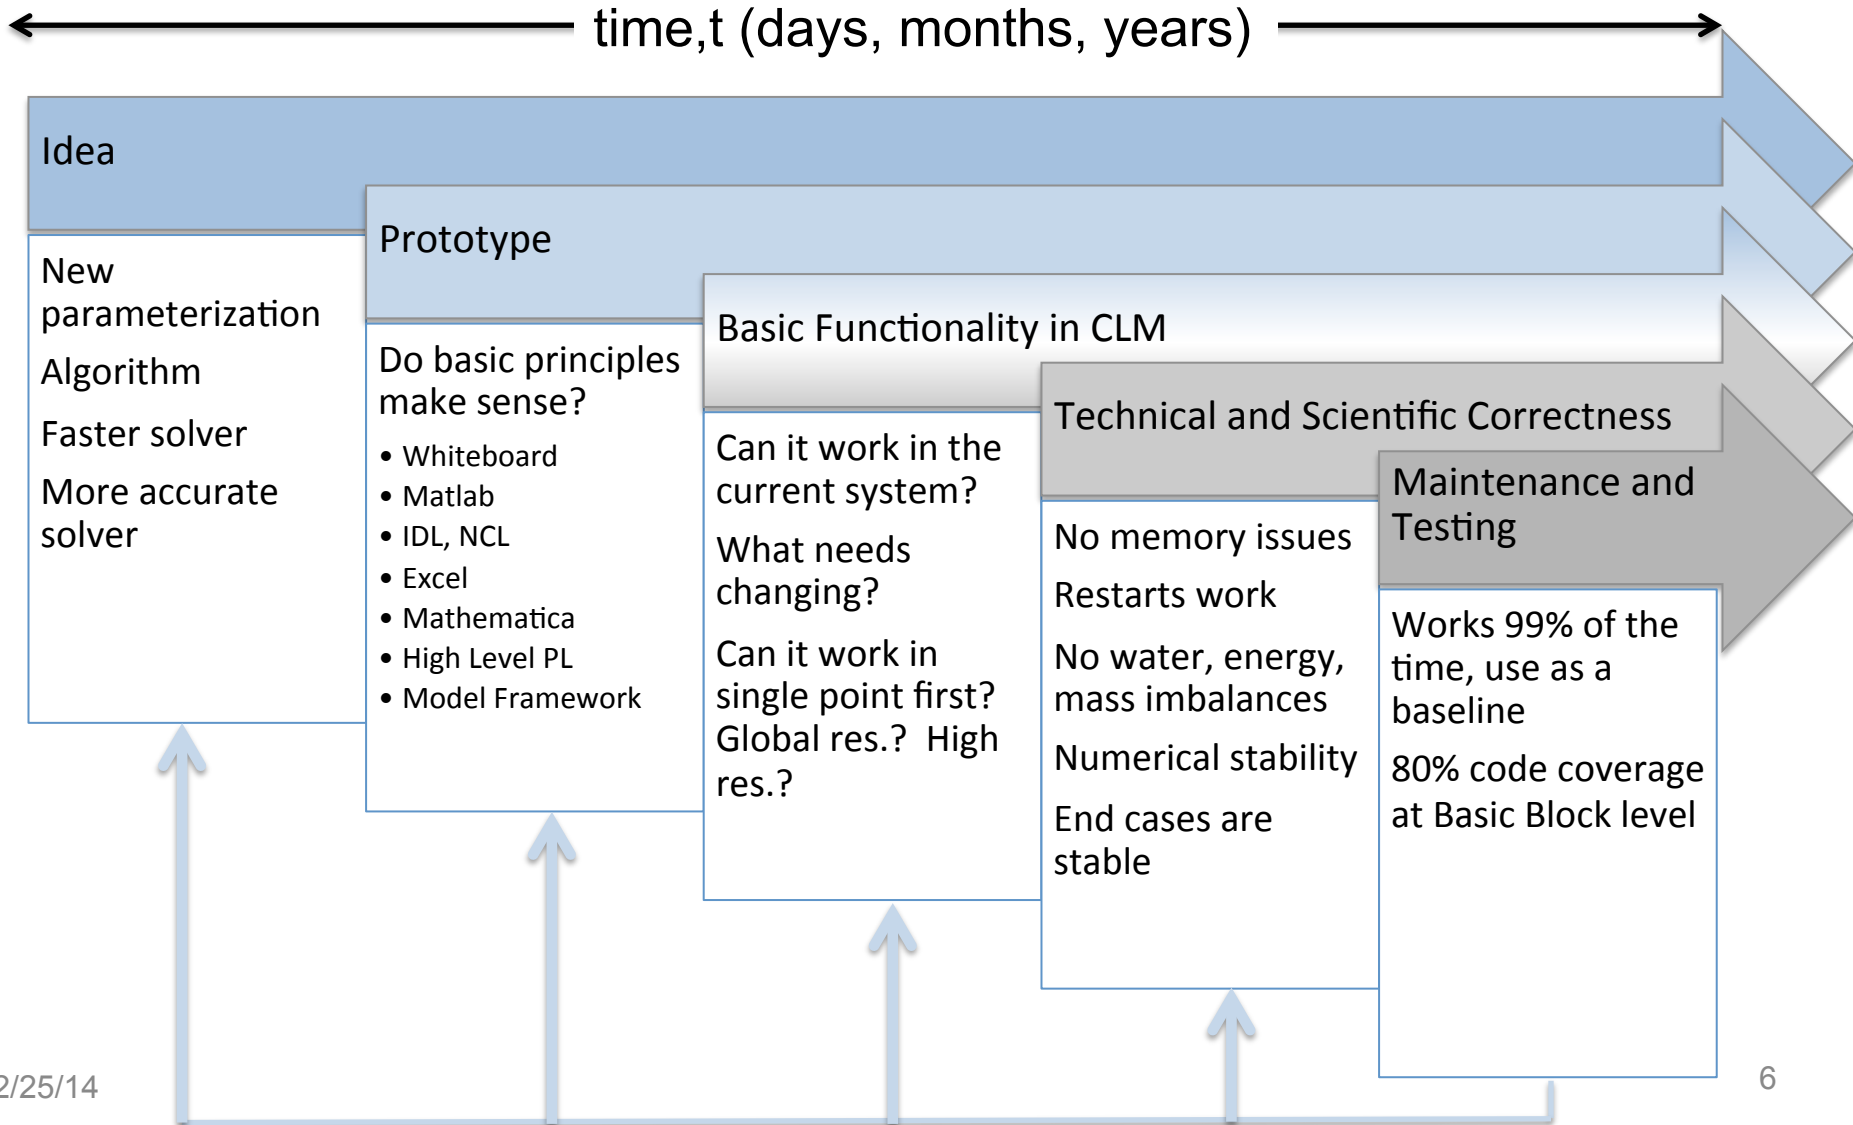 time,t (days, months, years)
Idea
New
parameterization
Algorithm
Faster solver
More accurate
solver
Prototype
Do basic principles
make sense?
• Whiteboard
• Matlab
• IDL, NCL
• Excel
• Mathematica
• High Level PL
• Model Framework
Basic Functionality in CLM
Can it work in the
current system?
What needs
changing?
Can it work in
single point first?
Global res.? High
res.?
Technical and Scientific Correctness
No memory issues
Restarts work
No water, energy,
mass imbalances
Numerical stability
End cases are
stable
Maintenance and
Testing
Works 99% of the
time, use as a
baseline
80% code coverage
at Basic Block level
2/25/14
6